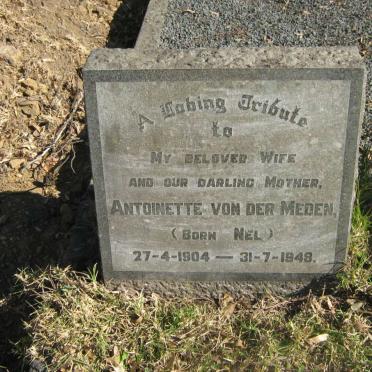 A Loving Tribute
to
MY BELOVED WIFE
AND OUR DARLING MOTHER,
ANTOINETTE VON DER MEDEN,
( BORN NEL )
27-4-1904 — 31-7-1948.